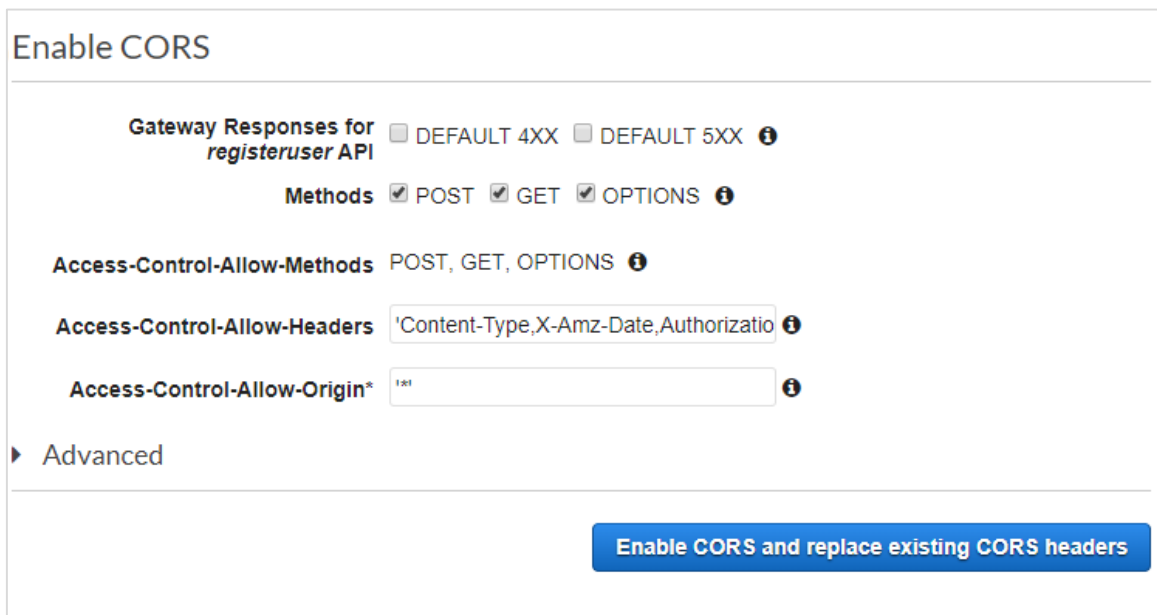 Enable CORS
Gateway Responses for
registeruser API
DEFAULT 4XX DEFAULT 5XX
Methods POST GET OPTIONS
Access-Control-Allow-Methods POST, GET, OPTIONS
Access-Control-Allow-Headers 'Content-Type,X-Amz-Date,Authorizatio
Access-Control-Allow-Origin* '*'
Advanced
Enable CORS and replace existing CORS headers